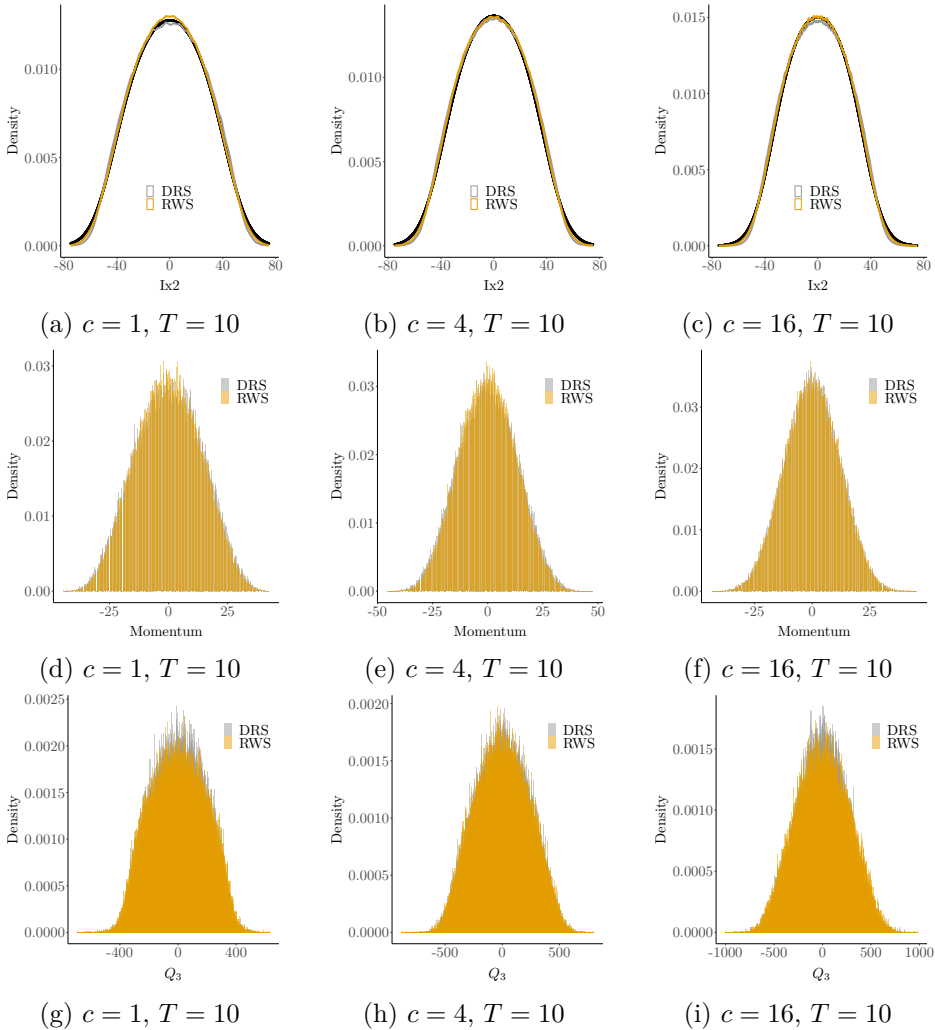 Density
0.010
0.005
0.000
DRS
RWS
-80
-40
0
40
80
Ix2
(a) c = 1, T = 10
Density
0.010
0.005
0.000
DRS
RWS
-80
-40
0
40
80
Ix2
(b) c = 4, T = 10
Density
0.015
0.010
0.005
0.000
DRS
RWS
-80
-40
0
40
80
Ix2
(c) c = 16, T = 10
Density
0.03
0.02
0.01
0.00
DRS
RWS
-25
0
25
Momentum
(d) c = 1, T = 10
Density
0.03
0.02
0.01
0.00
DRS
RWS
-50
-25
0
25
50
Momentum
(e) c = 4, T = 10
Density
0.03
0.02
0.01
0.00
DRS
RWS
-25
0
25
Momentum
(f) c = 16, T = 10
Density
0.0025
0.0020
0.0015
0.0010
0.0005
0.0000
DRS
RWS
-400
0
400
Q3
(g) c = 1, T = 10
Density
0.0020
0.0015
0.0010
0.0005
0.0000
DRS
RWS
-500
0
500
Q3
(h) c = 4, T = 10
Density
0.0015
0.0010
0.0005
0.0000
DRS
RWS
-1000
-500
0
500
1000
Q3
(i) c = 16, T = 10